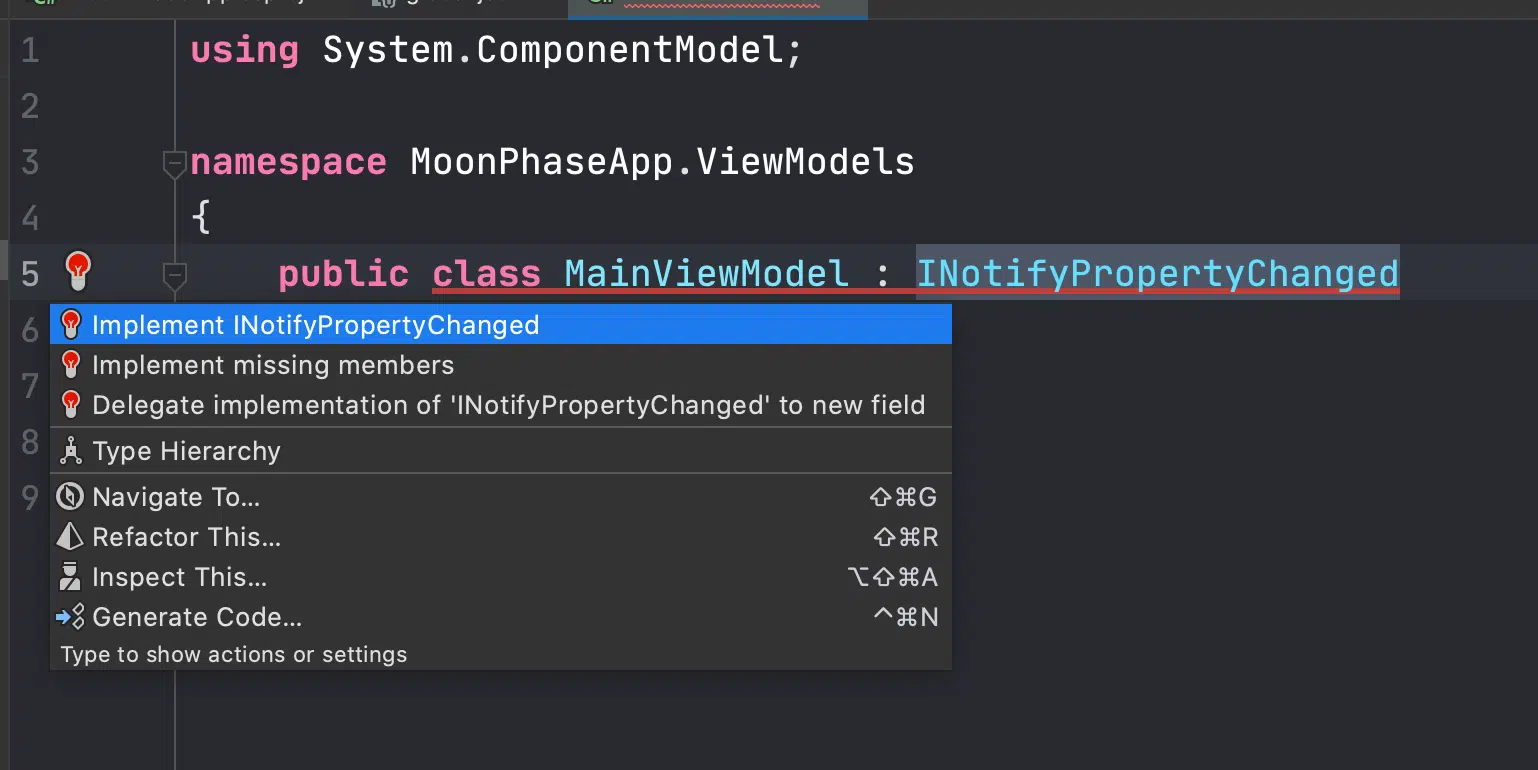 1 using System.ComponentModel;
2
3 namespace MoonPhaseApp.ViewModels
4 {
5 public class MainViewModel : INotifyPropertyChanged
6 Implement INotifyPropertyChanged
Implement missing members
7
Delegate implementation of 'INotifyPropertyChanged' to new field
8 Type Hierarchy
9 Navigate To... ⇧⌘G
Refactor This... ⇧⌘R
Inspect This... ⌥⇧⌘A
Generate Code... ^⌘N
Type to show actions or settings